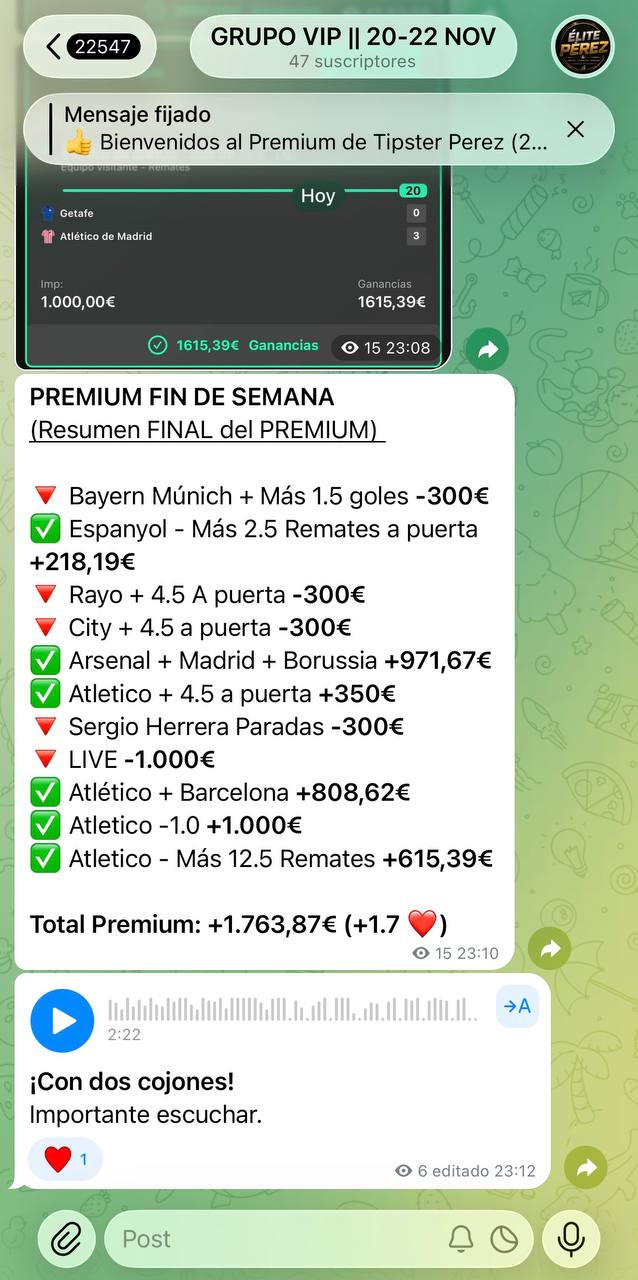 22547
GRUPO VIP || 20-22 NOV
47 suscriptores
ÉLITE
PÉREZ
Mensaje fijado
👍 Bienvenidos al Premium de Tipster Perez (2...
Equipo visitante - Remates
20
Hoy
Getafe
0
Atlético de Madrid
3
Imp:
Ganancias
1.000,00€
1615,39€
1615,39€ Ganancias
15 23:08
PREMIUM FIN DE SEMANA
(Resumen FINAL del PREMIUM)
🔻 Bayern Múnich + Más 1.5 goles -300€
✅ Espanyol - Más 2.5 Remates a puerta
+218,19€
🔻 Rayo + 4.5 A puerta -300€
🔻 City + 4.5 a puerta -300€
✅ Arsenal + Madrid + Borussia +971,67€
✅ Atletico + 4.5 a puerta +350€
🔻 Sergio Herrera Paradas -300€
🔻 LIVE -1.000€
✅ Atlético + Barcelona +808,62€
✅ Atletico -1.0 +1.000€
✅ Atletico - Más 12.5 Remates +615,39€
Total Premium: +1.763,87€ (+1.7 ❤️)
15 23:10
→A
2:22
¡Con dos cojones!
Importante escuchar.
❤️ 1
6 editado 23:12
Post